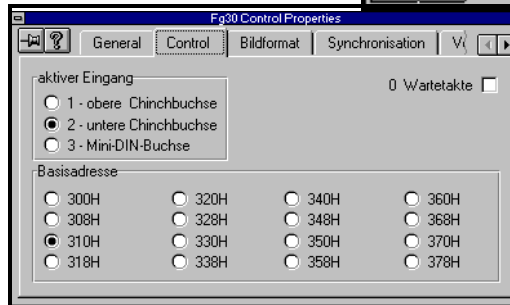 Fg30 Control Properties
? General Control Bildformat Synchronisation
aktiver Eingang
0 Wartetakte
1 - obere Chinchbuchse
2 - untere Chinchbuchse
3 - Mini-DIN-Buchse
Basisadresse
300H 320H 340H 360H
308H 328H 348H 368H
310H 330H 350H 370H
318H 338H 358H 378H